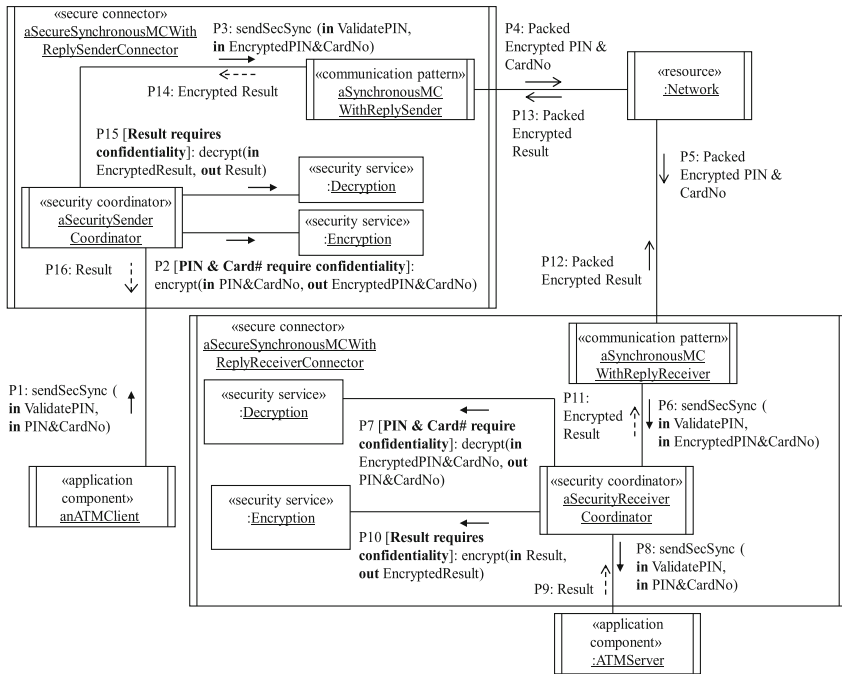 «secure connector»
aSecureSynchronousMCWith
ReplySenderConnector
P3: sendSecSync (in ValidatePIN,
in EncryptedPIN&CardNo)
P14: Encrypted Result
«communication pattern»
aSynchronousMC
WithReplySender
P4:
Packed
Encrypted PIN &
CardNo
P13: Packed
Encrypted
Result
«resource»
:Network
P15 [Result requires
confidentiality]: decrypt(in
EncryptedResult, out Result)
«security service»
:Decryption
«security coordinator»
aSecuritySender
Coordinator
«security service»
:Encryption
P16: Result
P2 [PIN & Card# require confidentiality]:
encrypt(in PIN&CardNo, out EncryptedPIN&CardNo)
P5: Packed
Encrypted PIN &
CardNo
P12: Packed
Encrypted Result
P1: sendSecSync (
in ValidatePIN,
in PIN&CardNo)
«application
component»
anATMClient
«secure connector»
aSecureSynchronousMCWith
ReplyReceiverConnector
«communication pattern»
aSynchronousMC
WithReplyReceiver
«security service»
:Decryption
P7 [PIN & Card# require
confidentiality]: decrypt(in
EncryptedPIN&CardNo, out
PIN&CardNo)
P11:
Encrypted
Result
P6: sendSecSync (
in ValidatePIN,
in EncryptedPIN&CardNo)
«security service»
:Encryption
«security coordinator»
aSecurityReceiver
Coordinator
P10 [Result requires
confidentiality]: encrypt(in Result,
out EncryptedResult)
P9: Result
P8: sendSecSync (
in ValidatePIN,
in PIN&CardNo)
«application
component»
:ATMServer